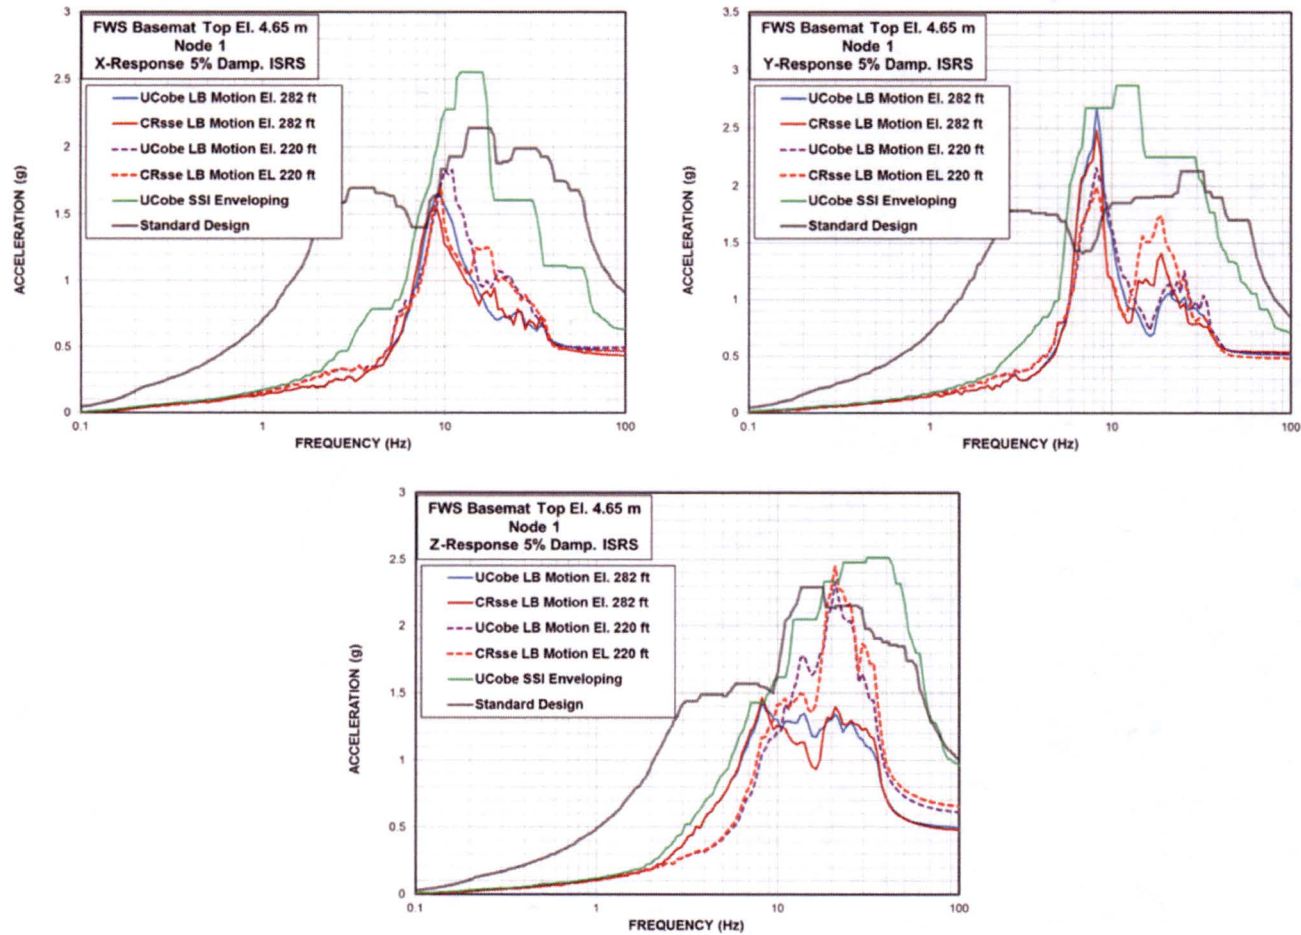 FWS Basemat Top El. 4.65 m
Node 1
X-Response 5% Damp. ISRS
UCobe LB Motion El. 282 ft
CRsse LB Motion El. 282 ft
UCobe LB Motion El. 220 ft
CRsse LB Motion EL 220 ft
UCobe SSI Enveloping
Standard Design
ACCELERATION (g)
3
2.5
2
1.5
1
0.5
0
0.1
1
10
100
FREQUENCY (Hz)
FWS Basemat Top El. 4.65 m
Node 1
Y-Response 5% Damp. ISRS
UCobe LB Motion El. 282 ft
CRsse LB Motion El. 282 ft
UCobe LB Motion El. 220 ft
CRsse LB Motion EL 220 ft
UCobe SSI Enveloping
Standard Design
ACCELERATION (g)
3.5
3
2.5
2
1.5
1
0.5
0
0.1
1
10
100
FREQUENCY (Hz)
FWS Basemat Top El. 4.65 m
Node 1
Z-Response 5% Damp. ISRS
UCobe LB Motion El. 282 ft
CRsse LB Motion El. 282 ft
UCobe LB Motion El. 220 ft
CRsse LB Motion EL 220 ft
UCobe SSI Enveloping
Standard Design
ACCELERATION (g)
3
2.5
2
1.5
1
0.5
0
0.1
1
10
100
FREQUENCY (Hz)